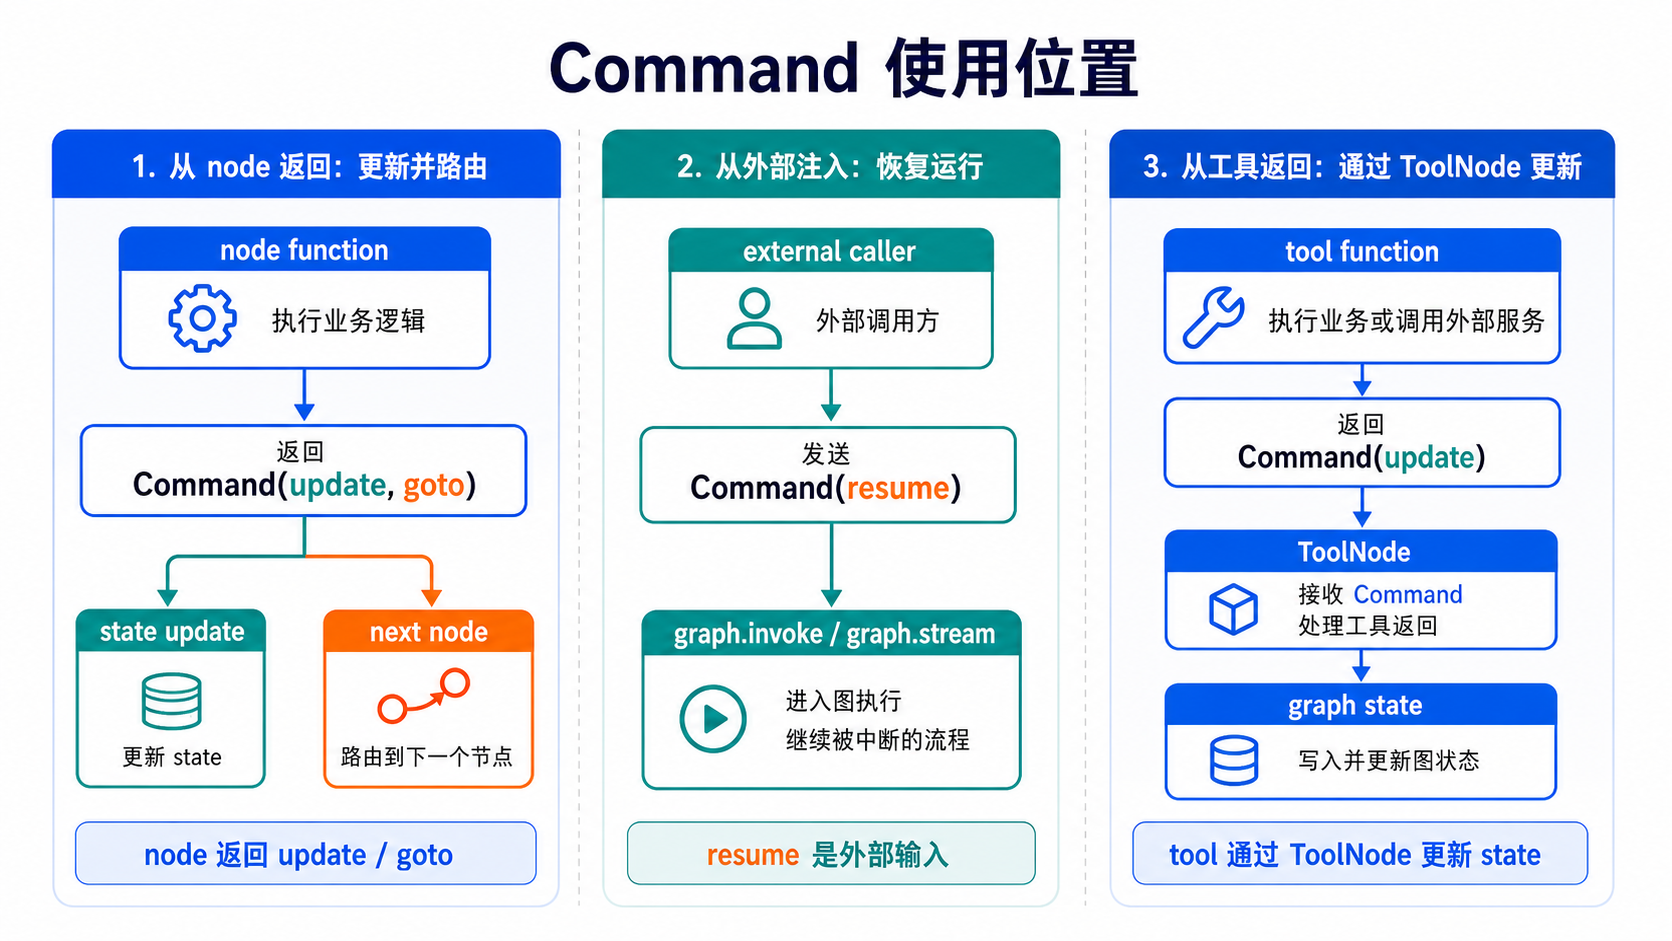 Command 使用位置
1. 从 node 返回：更新并路由
node function
执行业务逻辑
返回
Command(update, goto)
state update
更新 state
next node
路由到下一个节点
node 返回 update / goto
2. 从外部注入：恢复运行
external caller
外部调用方
发送
Command(resume)
graph.invoke / graph.stream
进入图执行
继续被中断的流程
resume 是外部输入
3. 从工具返回：通过 ToolNode 更新
tool function
执行业务或调用外部服务
返回
Command(update)
ToolNode
接收 Command
处理工具返回
graph state
写入并更新图状态
tool 通过 ToolNode 更新 state